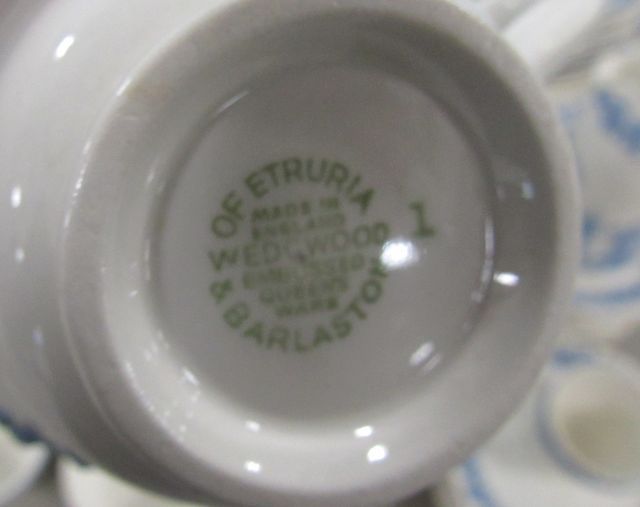 OF ETRURIA
MADE IN
ENGLAND
WEDGWOOD
EMBOSSED
QUEENS
WARE
& BARLASTON
1